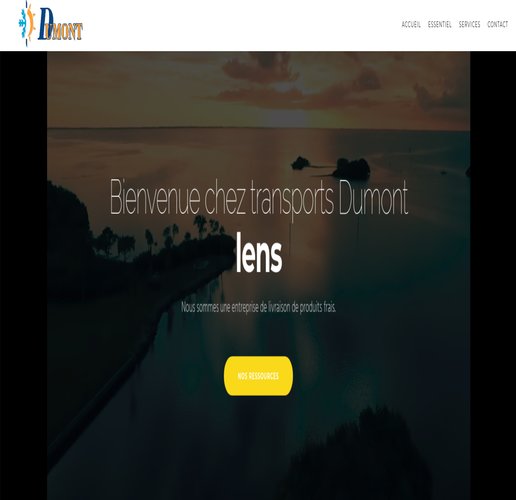 DUMONT
ACCUEIL ESSENTIEL SERVICES CONTACT
Bienvenue chez transports Dumont
lens
Nous sommes une entreprise de livraison de produits frais.
NOS RESSOURCES